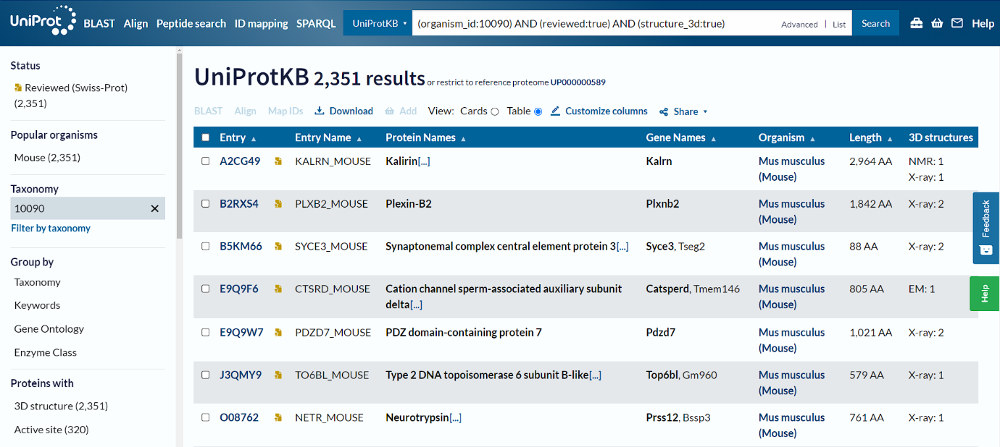 UniProt BLAST Align Peptide search ID mapping SPARQL UniProtKB (organism_id:10090) AND (reviewed:true) AND (structure_3d:true) Advanced | List Search Help
Status
Reviewed (Swiss-Prot)
(2,351)
Popular organisms
Mouse (2,351)
Taxonomy
10090
Filter by taxonomy
Group by
Taxonomy
Keywords
Gene Ontology
Enzyme Class
Proteins with
3D structure (2,351)
Active site (320)
UniProtKB 2,351 results or restrict to reference proteome UP000000589
BLAST Align Map IDs Download Add View: Cards Table Customize columns Share
Entry Entry Name Protein Names Gene Names Organism Length 3D structures
A2CG49 KALRN_MOUSE Kalirin[...] Kalrn Mus musculus 2,964 AA NMR: 1
(Mouse) X-ray: 1
B2RXS4 PLXB2_MOUSE Plexin-B2 Plxnb2 Mus musculus 1,842 AA X-ray: 2
(Mouse)
B5KM66 SYCE3_MOUSE Synaptonemal complex central element protein 3[...] Syce3, Tseg2 Mus musculus 88 AA X-ray: 2
(Mouse)
E9Q9F6 CTSRD_MOUSE Cation channel sperm-associated auxiliary subunit Catsperd, Tmem146 Mus musculus 805 AA EM: 1
delta[...] (Mouse)
E9Q9W7 PDZD7_MOUSE PDZ domain-containing protein 7 Pdzd7 Mus musculus 1,021 AA X-ray: 2
(Mouse)
J3QMY9 TO6BL_MOUSE Type 2 DNA topoisomerase 6 subunit B-like[...] Top6bl, Gm960 Mus musculus 579 AA X-ray: 1
(Mouse)
O08762 NETR_MOUSE Neurotrypsin[...] Prss12, Bssp3 Mus musculus 761 AA X-ray: 1
(Mouse)
Feedback
Help